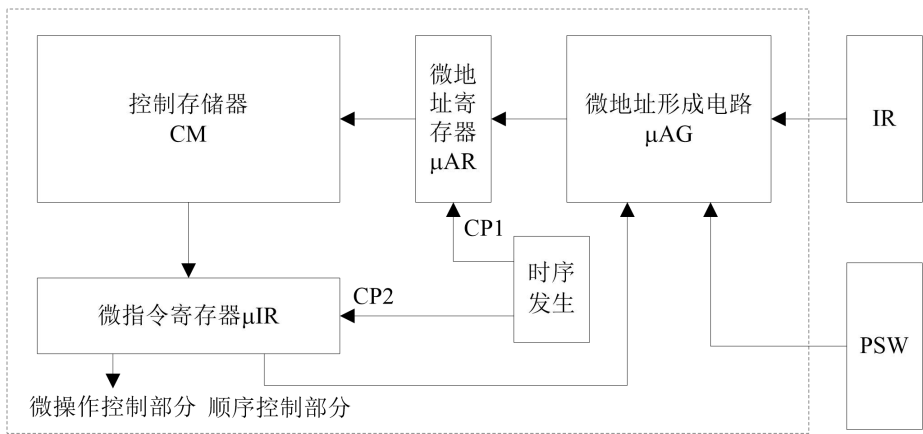 控制存储器
CM
微地
址寄
存器
μAR
微地址形成电路
μAG
IR
CP1
时序
发生
CP2
微指令寄存器μIR
PSW
微操作控制部分
顺序控制部分